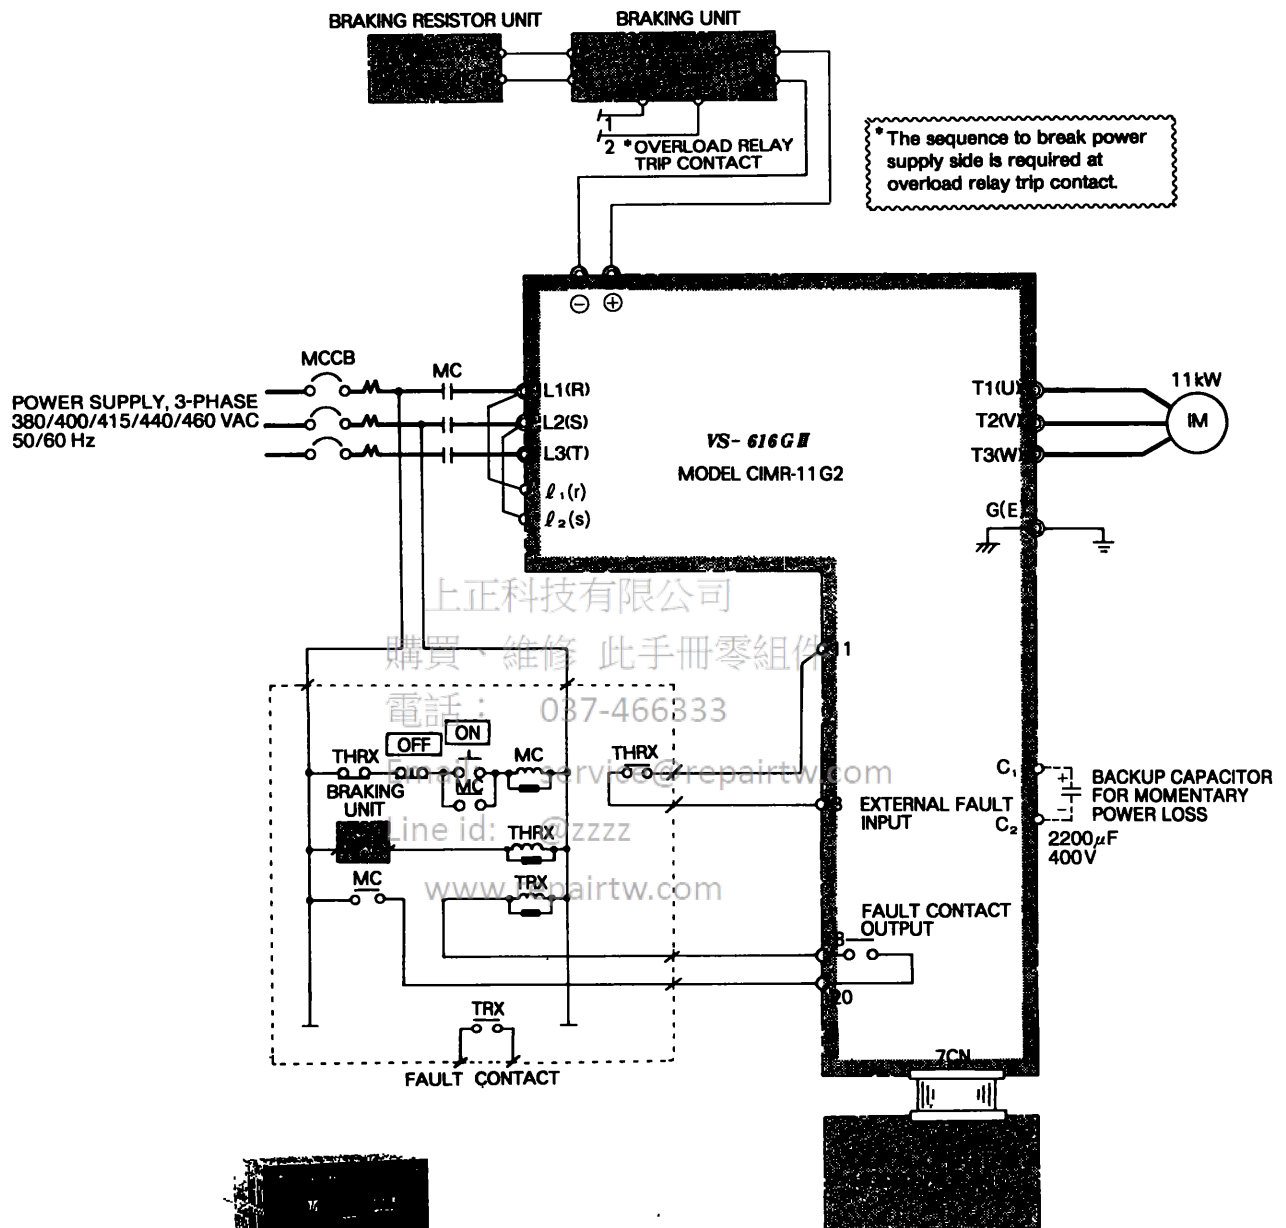 BRAKING RESISTOR UNIT
BRAKING UNIT
1
2 *OVERLOAD RELAY
TRIP CONTACT
* The sequence to break power
supply side is required at
overload relay trip contact.
− +
MCCB
MC
POWER SUPPLY, 3-PHASE
380/400/415/440/460 VAC
50/60 Hz
L1(R)
L2(S)
L3(T)
ℓ1(r)
ℓ2(s)
VS-616GII
MODEL CIMR-11G2
T1(U)
T2(V)
T3(W)
G(E
11kW
IM
上正科技有限公司
購買、維修 此手冊零組件
電話： 037-466333
Email: service@repairtw.com
Line id: @zzzz
www.repairtw.com
11
THRX
OFF
ON
MC
MC
THRX
BRAKING
UNIT
THRX
MC
TRX
EXTERNAL FAULT
INPUT
C1
C2
+
−
BACKUP CAPACITOR
FOR MOMENTARY
POWER LOSS
2200μF
400V
FAULT CONTACT
OUTPUT
20
TRX
FAULT CONTACT
7CN